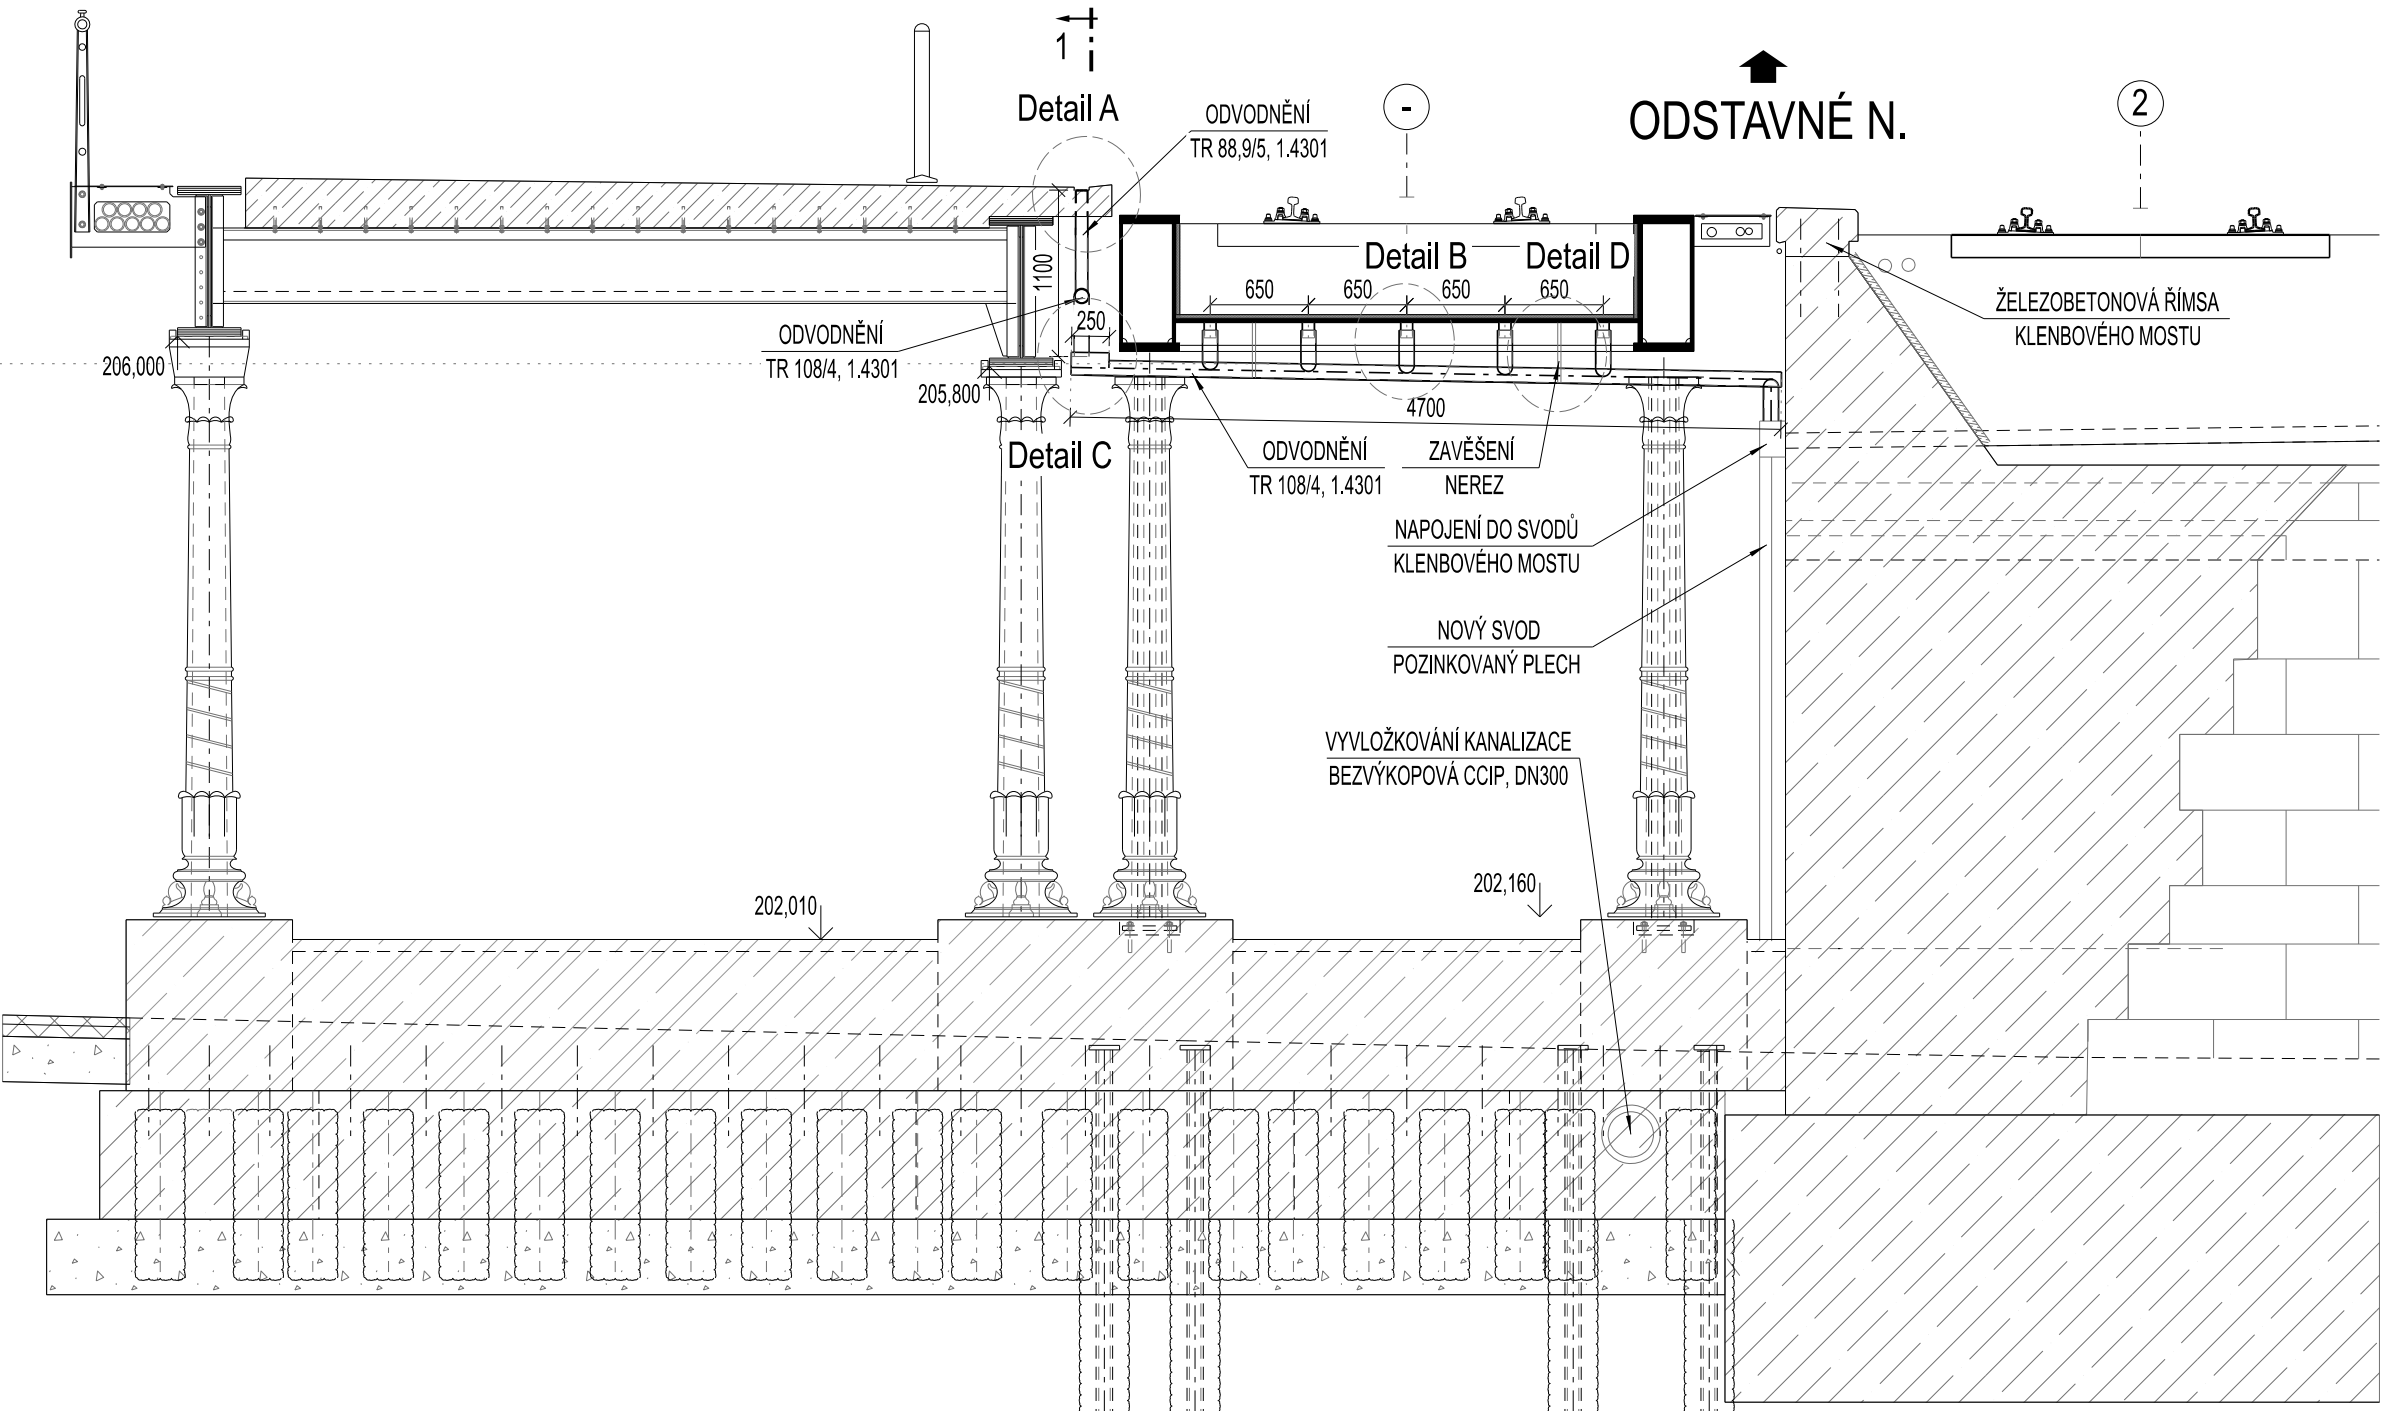 1
Detail A
ODVODNĚNÍ
TR 88,9/5, 1.4301
-
ODSTAVNÉ N.
2
Detail B
Detail D
650
650
650
650
1100
250
ŽELEZOBETONOVÁ ŘÍMSA
KLENBOVÉHO MOSTU
ODVODNĚNÍ
TR 108/4, 1.4301
206,000
205,800
4700
Detail C
ODVODNĚNÍ
TR 108/4, 1.4301
ZAVĚŠENÍ
NEREZ
NAPOJENÍ DO SVODŮ
KLENBOVÉHO MOSTU
NOVÝ SVOD
POZINKOVANÝ PLECH
VYVLOŽKOVÁNÍ KANALIZACE
BEZVÝKOPOVÁ CCIP, DN300
202,010
202,160